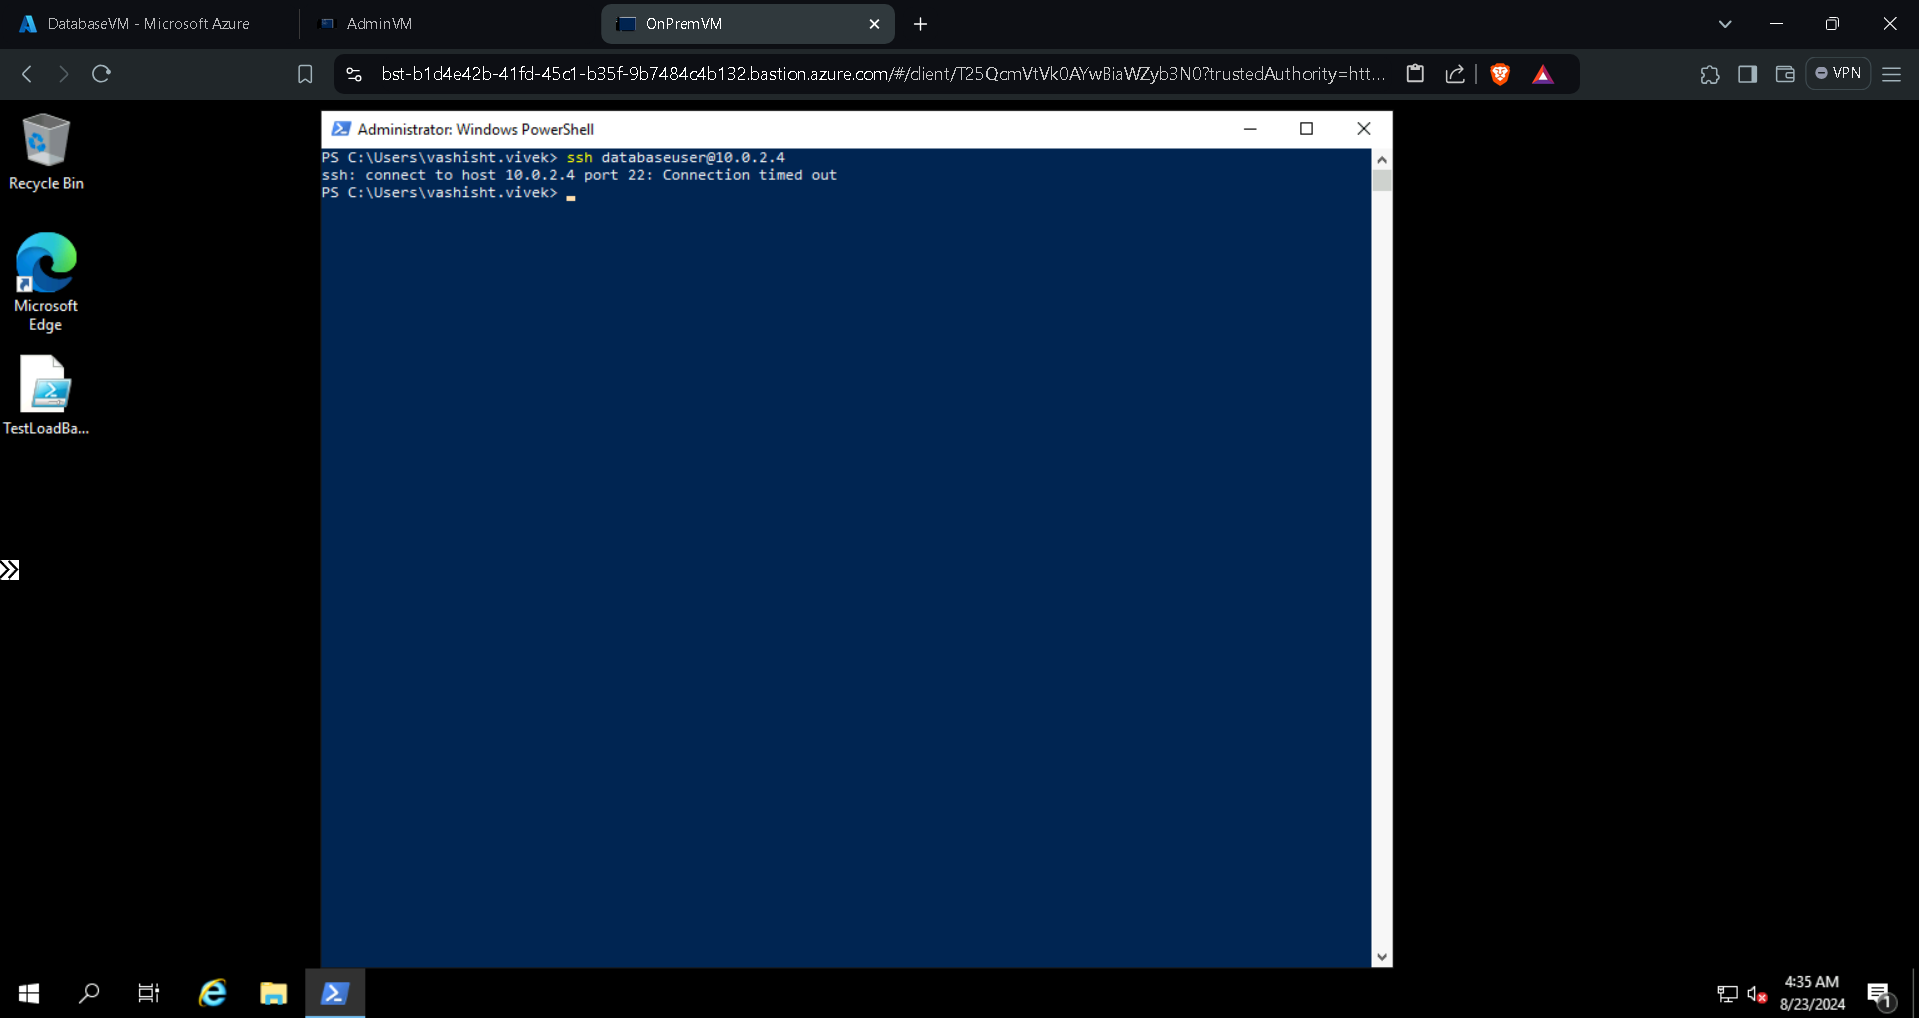 DatabaseVM - Microsoft Azure
AdminVM
OnPremVM
bst-b1d4e42b-41fd-45c1-b35f-9b7484c4b132.bastion.azure.com/#/client/T25QcmVtVk0AYwBiaWZyb3N0?trustedAuthority=htt...
VPN
Recycle Bin
Microsoft
Edge
TestLoadBa...
Administrator: Windows PowerShell
PS C:\Users\vashisht.vivek> ssh databaseuser@10.0.2.4
ssh: connect to host 10.0.2.4 port 22: Connection timed out
PS C:\Users\vashisht.vivek>
4:35 AM
8/23/2024
1